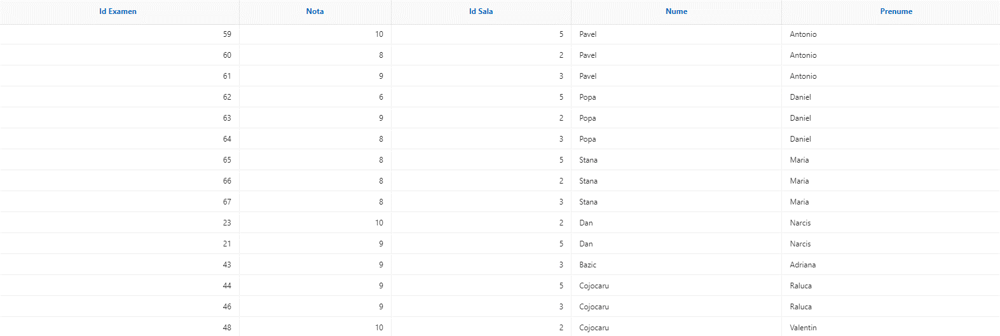 Id Examen Nota Id Sala Nume Prenume
59 10 5 Pavel Antonio
60 8 2 Pavel Antonio
61 9 3 Pavel Antonio
62 6 5 Popa Daniel
63 9 2 Popa Daniel
64 8 3 Popa Daniel
65 8 5 Stana Maria
66 8 2 Stana Maria
67 8 3 Stana Maria
23 10 2 Dan Narcis
21 9 5 Dan Narcis
43 9 3 Bazic Adriana
44 9 5 Cojocaru Raluca
46 9 3 Cojocaru Raluca
48 10 2 Cojocaru Valentin